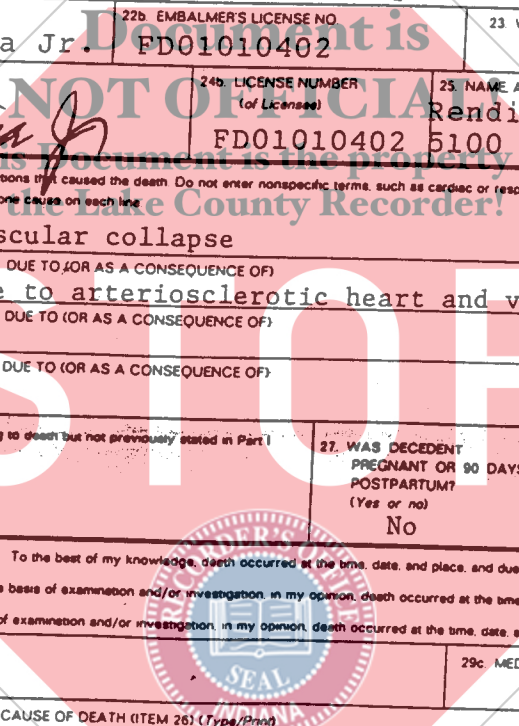 22b. EMBALMER'S LICENSE NO.
23.
a Jr.
FD01010402
Document is
24b. LICENSE NUMBER
(of Licensee)
25. NAME A
NOT OFFICIAL!
Rendi
FD01010402
5100
is Document is the property
tions that caused the death. Do not enter nonspecific terms, such as cardiac or resp
one cause on each line
the Lake County Recorder!
scular collapse
DUE TO (OR AS A CONSEQUENCE OF)
e to arteriosclerotic heart and v
DUE TO (OR AS A CONSEQUENCE OF)
DUE TO (OR AS A CONSEQUENCE OF)
STOP
g to death but not previously stated in Part I
27. WAS DECEDENT
PREGNANT OR 90 DAYS
POSTPARTUM?
(Yes or no)
No
To the best of my knowledge, death occurred at the time, date, and place, and due
basis of examination and/or investigation, in my opinion, death occurred at the time
of examination and/or investigation, in my opinion, death occurred at the time, date, a
RECORDER'S OFFICE
SEAL
INDIANA
29c. MED
CAUSE OF DEATH (ITEM 26) (Type/Print)